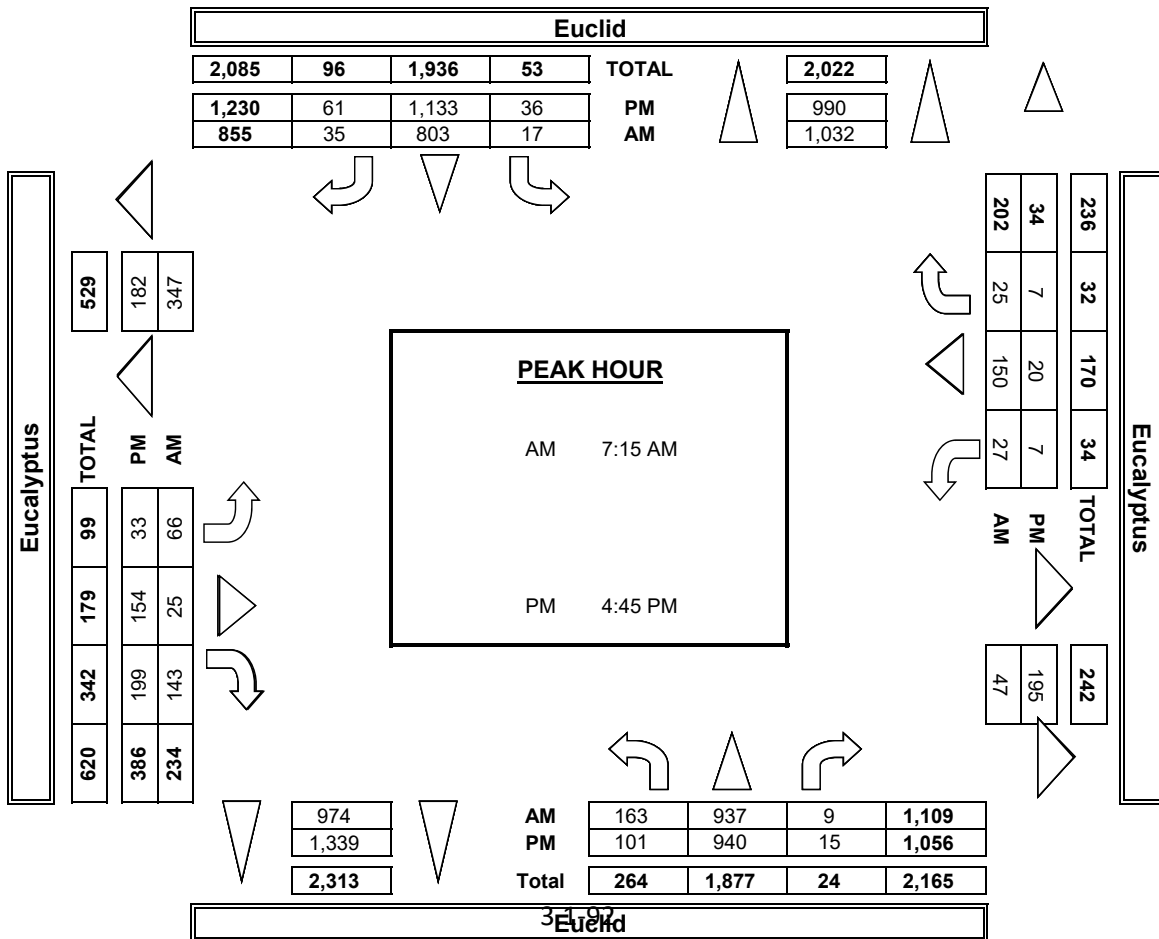 Euclid
2,085 96 1,936 53 TOTAL 2,022
1,230 61 1,133 36 PM 990
855 35 803 17 AM 1,032
Eucalyptus
529
182
347
TOTAL
PM
AM
99 179 342 620
33 154 199 386
66 25 143 234
PEAK HOUR
AM 7:15 AM
PM 4:45 PM
236 32 170 34 TOTAL 242
34 7 20 7 PM 195
202 25 150 27 AM 47
Eucalyptus
974 AM 163 937 9 1,109
1,339 PM 101 940 15 1,056
2,313 Total 264 1,877 24 2,165
3.1-92
Euclid